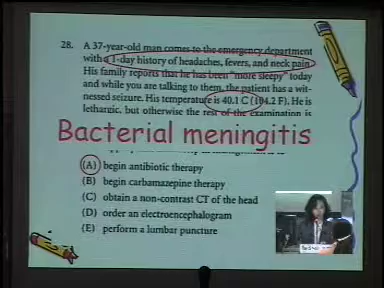 28. A 37-year-old man comes to the emergency department
with a 1-day history of headaches, fevers, and neck pain.
His family reports that he has been "more sleepy" today
and while you are talking to them, the patient has a wit-
nessed seizure. His temperature is 40.1 C (104.2 F). He is
lethargic, but otherwise the rest of the examination is
Bacterial meningitis
(A) begin antibiotic therapy
(B) begin carbamazepine therapy
(C) obtain a non-contrast CT of the head
(D) order an electroencephalogram
(E) perform a lumbar puncture